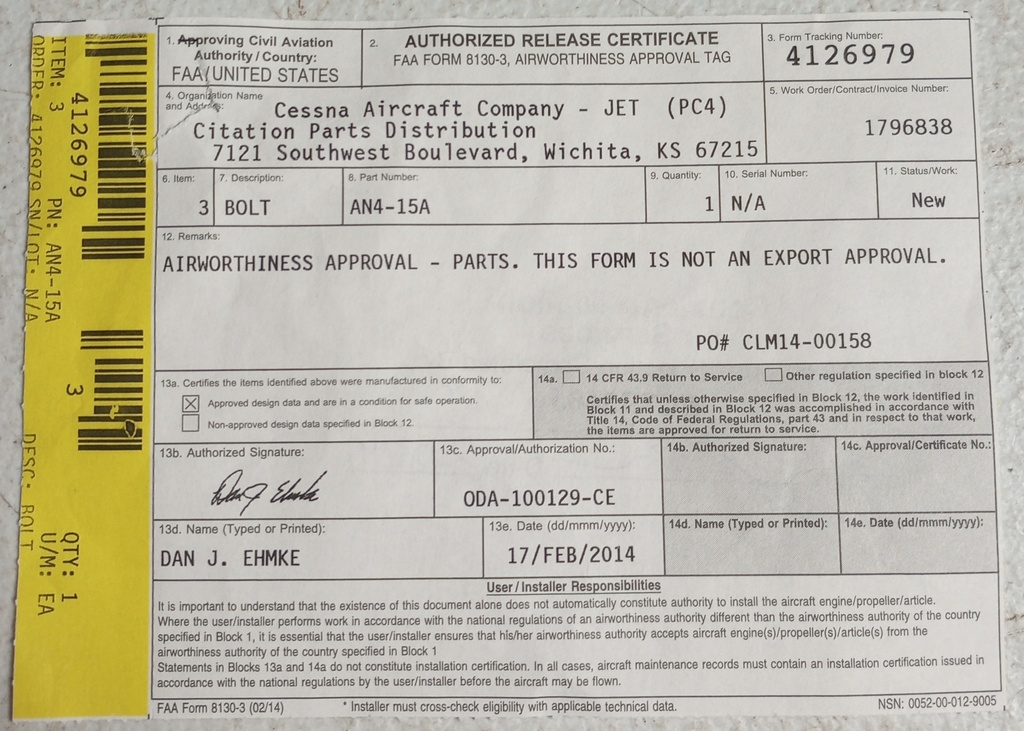 ITEM: 3 PN: AN4-15A DESC: BOLT QTY: 1
ORDER: 4126979 SN/LOT: N/A U/M: EA
4126979
3
1. Approving Civil Aviation
Authority / Country:
FAA/UNITED STATES
2. AUTHORIZED RELEASE CERTIFICATE
FAA FORM 8130-3, AIRWORTHINESS APPROVAL TAG
3. Form Tracking Number:
4126979
4. Organization Name
and Address:
Cessna Aircraft Company - JET (PC4)
Citation Parts Distribution
7121 Southwest Boulevard, Wichita, KS 67215
5. Work Order/Contract/Invoice Number:
1796838
6. Item: 7. Description: 8. Part Number: 9. Quantity: 10. Serial Number: 11. Status/Work:
3 BOLT AN4-15A 1 N/A New
12. Remarks:
AIRWORTHINESS APPROVAL - PARTS. THIS FORM IS NOT AN EXPORT APPROVAL.
PO# CLM14-00158
13a. Certifies the items identified above were manufactured in conformity to:
Approved design data and are in a condition for safe operation.
Non-approved design data specified in Block 12.
14a. 14 CFR 43.9 Return to Service Other regulation specified in block 12
Certifies that unless otherwise specified in Block 12, the work identified in
Block 11 and described in Block 12 was accomplished in accordance with
Title 14, Code of Federal Regulations, part 43 and in respect to that work,
the items are approved for return to service.
13b. Authorized Signature:
Dan J Ehmke
13c. Approval/Authorization No.:
ODA-100129-CE
14b. Authorized Signature:
14c. Approval/Certificate No.:
13d. Name (Typed or Printed):
DAN J. EHMKE
13e. Date (dd/mmm/yyyy):
17/FEB/2014
14d. Name (Typed or Printed):
14e. Date (dd/mmm/yyyy):
User/Installer Responsibilities
It is important to understand that the existence of this document alone does not automatically constitute authority to install the aircraft engine/propeller/article.
Where the user/installer performs work in accordance with the national regulations of an airworthiness authority different than the airworthiness authority of the country
specified in Block 1, it is essential that the user/installer ensures that his/her airworthiness authority accepts aircraft engine(s)/propeller(s)/article(s) from the
airworthiness authority of the country specified in Block 1
Statements in Blocks 13a and 14a do not constitute installation certification. In all cases, aircraft maintenance records must contain an installation certification issued in
accordance with the national regulations by the user/installer before the aircraft may be flown.
FAA Form 8130-3 (02/14) * Installer must cross-check eligibility with applicable technical data. NSN: 0052-00-012-9005